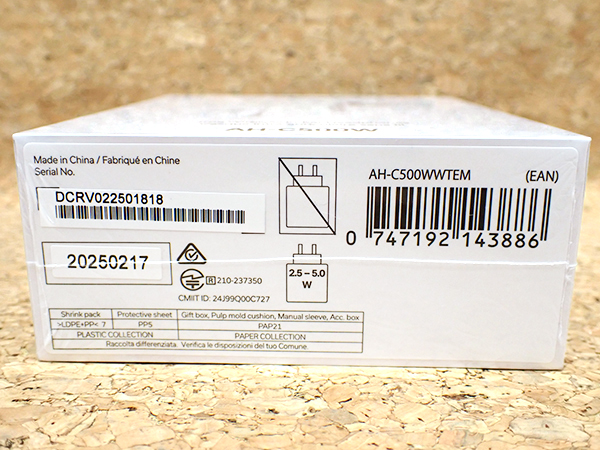 AH-C500W
Made in China / Fabriqué en Chine
Serial No.
DCRV022501818
20250217
R 210-237350
CMIIT ID: 24J99Q00C727
2.5 – 5.0
W
AH-C500WWTEM (EAN)
0 747192 143886
Shrink pack Protective sheet Gift box, Pulp mold cushion, Manual sleeve, Acc. box
>LDPE+PP< 7 PP5 PAP21
PLASTIC COLLECTION PAPER COLLECTION
Raccolta differenziata. Verifica le disposizioni del tuo Comune.